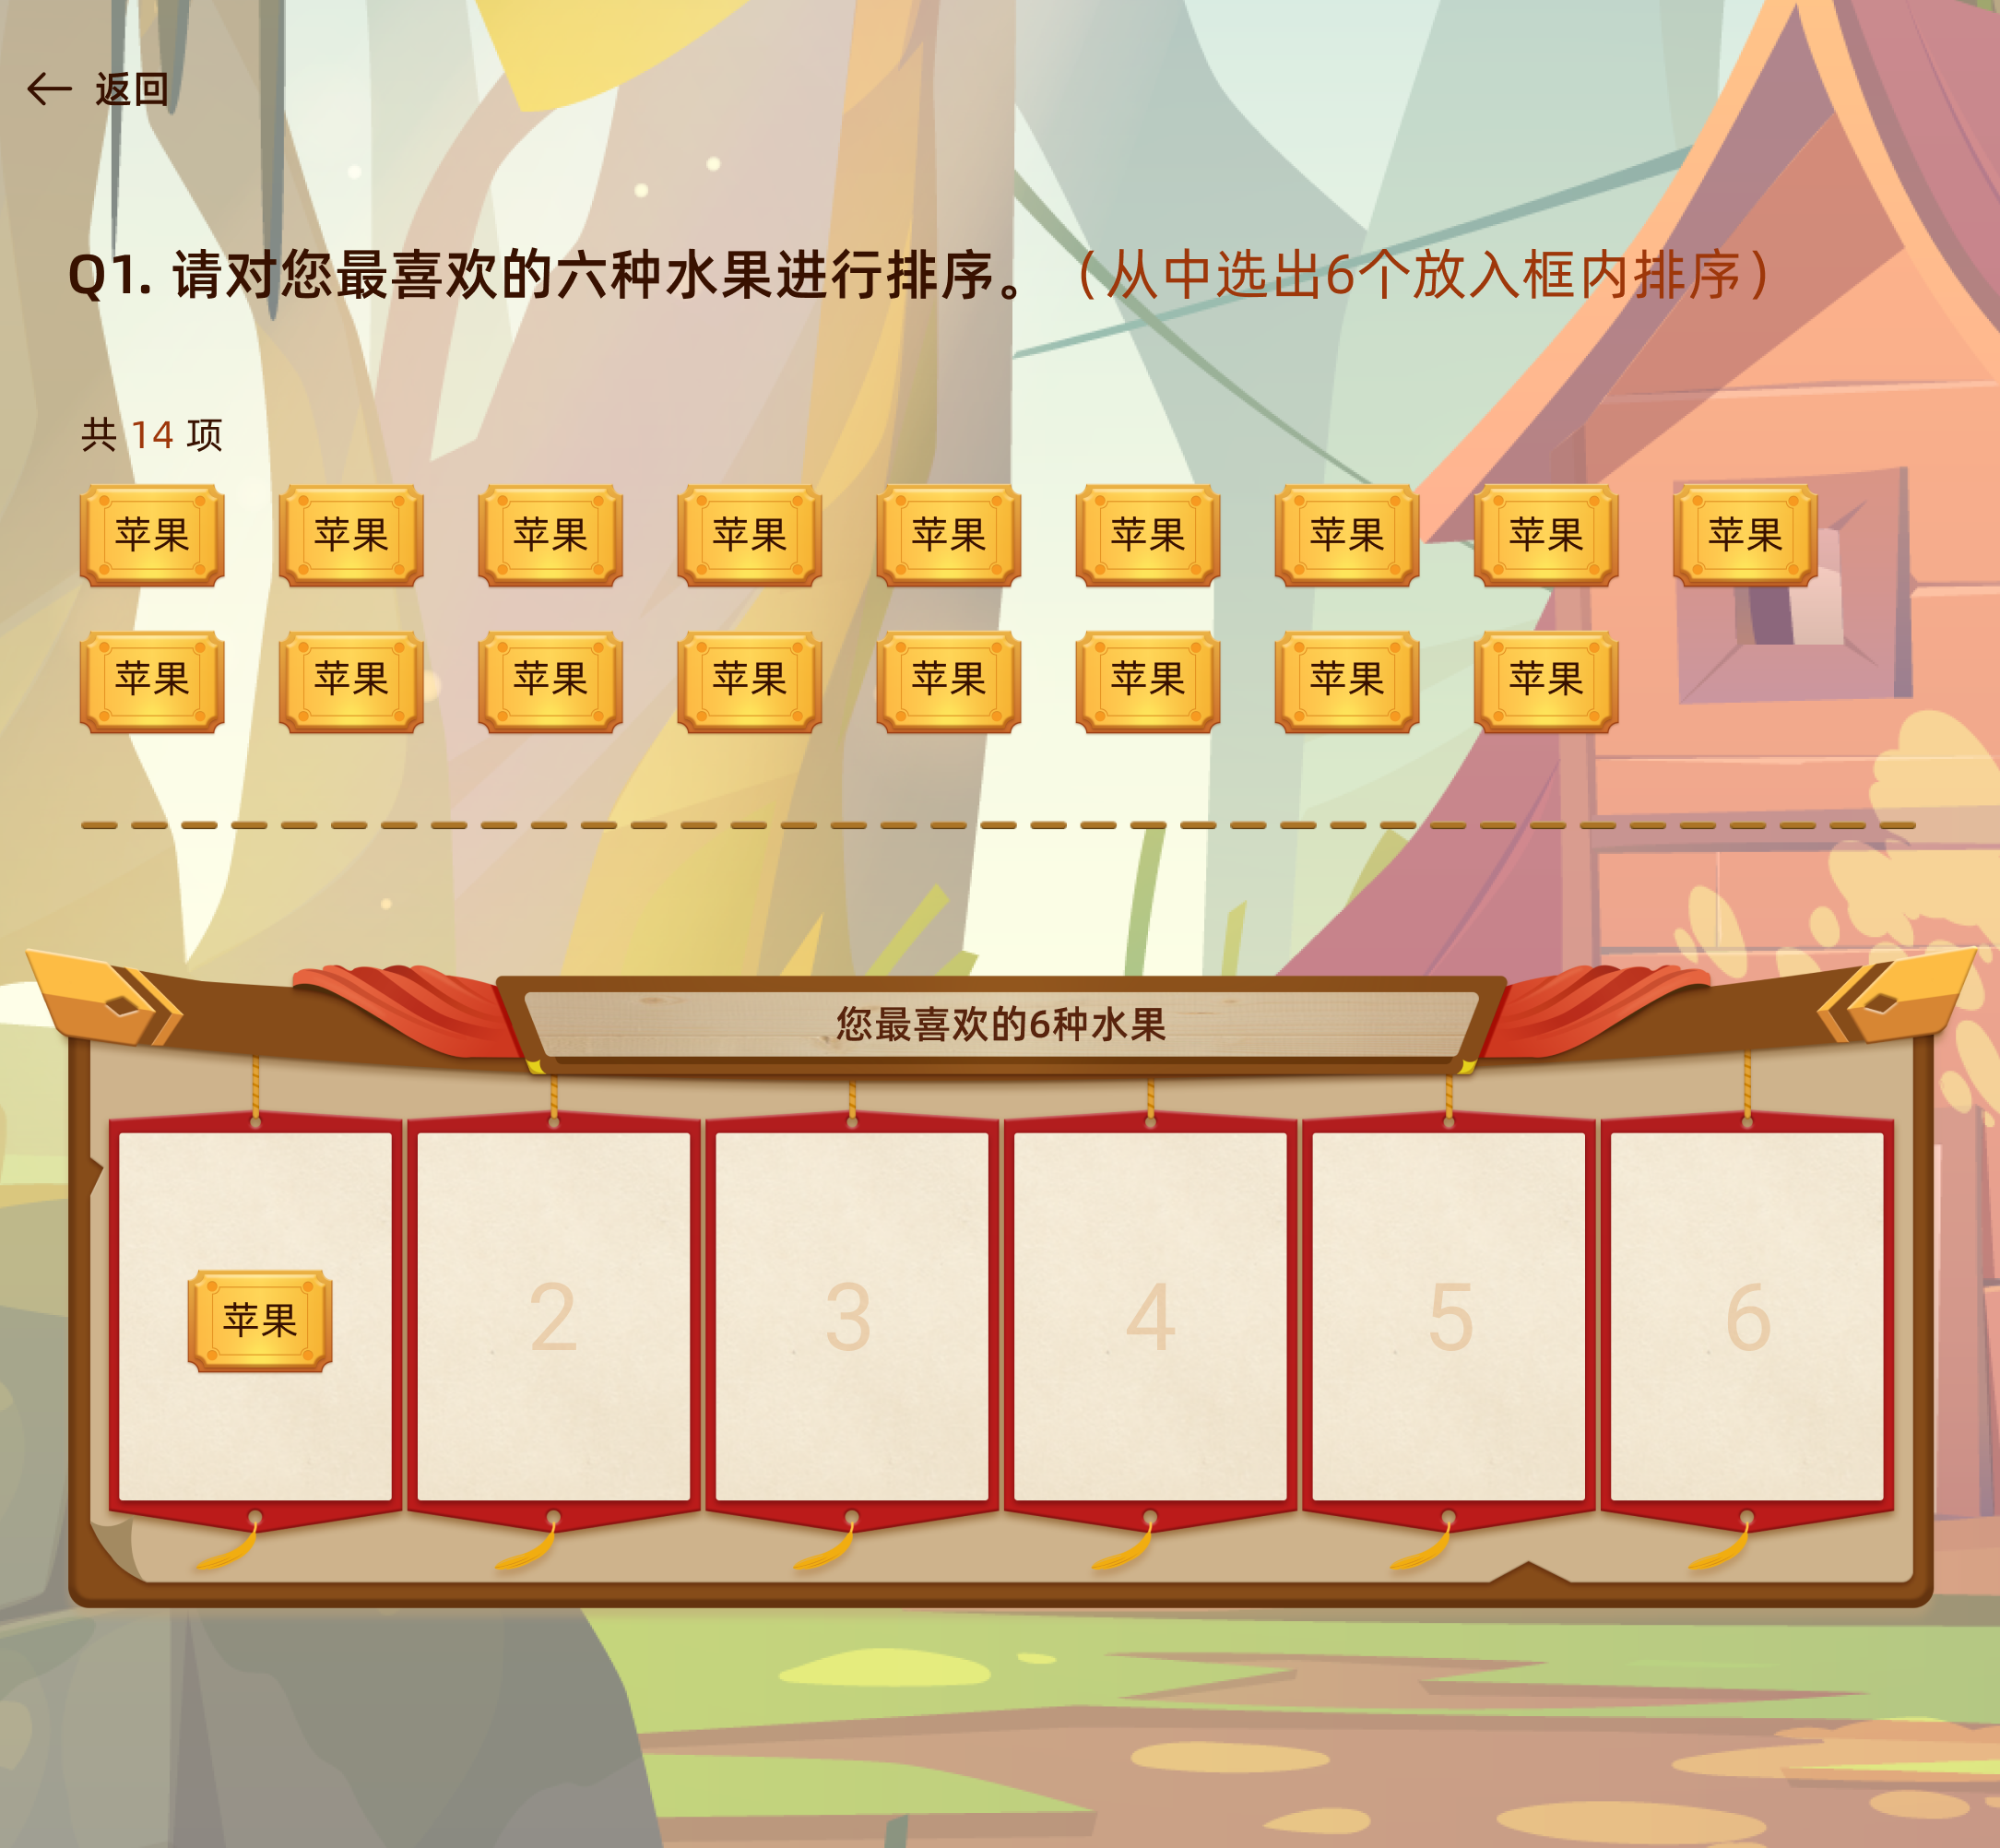 返回
Q1. 请对您最喜欢的六种水果进行排序。（从中选出6个放入框内排序）
共 14 项
苹果 苹果 苹果 苹果 苹果 苹果 苹果 苹果 苹果
苹果 苹果 苹果 苹果 苹果 苹果 苹果 苹果
您最喜欢的6种水果
苹果 2 3 4 5 6